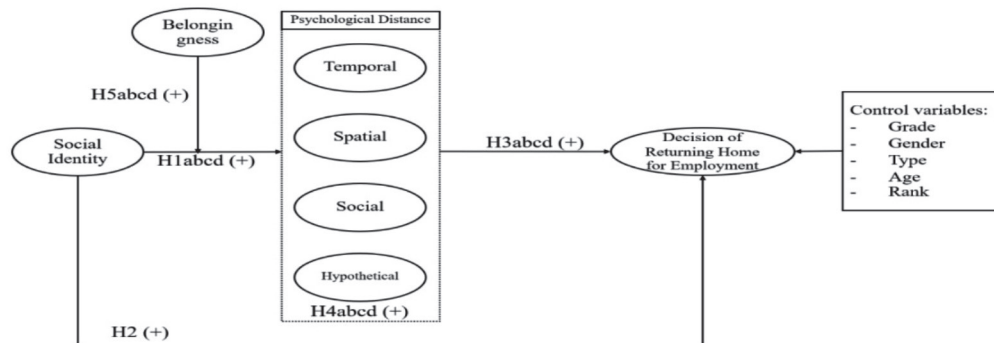 Belongin
gness
H5abcd (+)
Social
Identity
H1abcd (+)
Psychological Distance
Temporal
Spatial
Social
Hypothetical
H4abcd (+)
H3abcd (+)
Decision of
Returning Home
for Employment
Control variables:
- Grade
- Gender
- Type
- Age
- Rank
H2 (+)